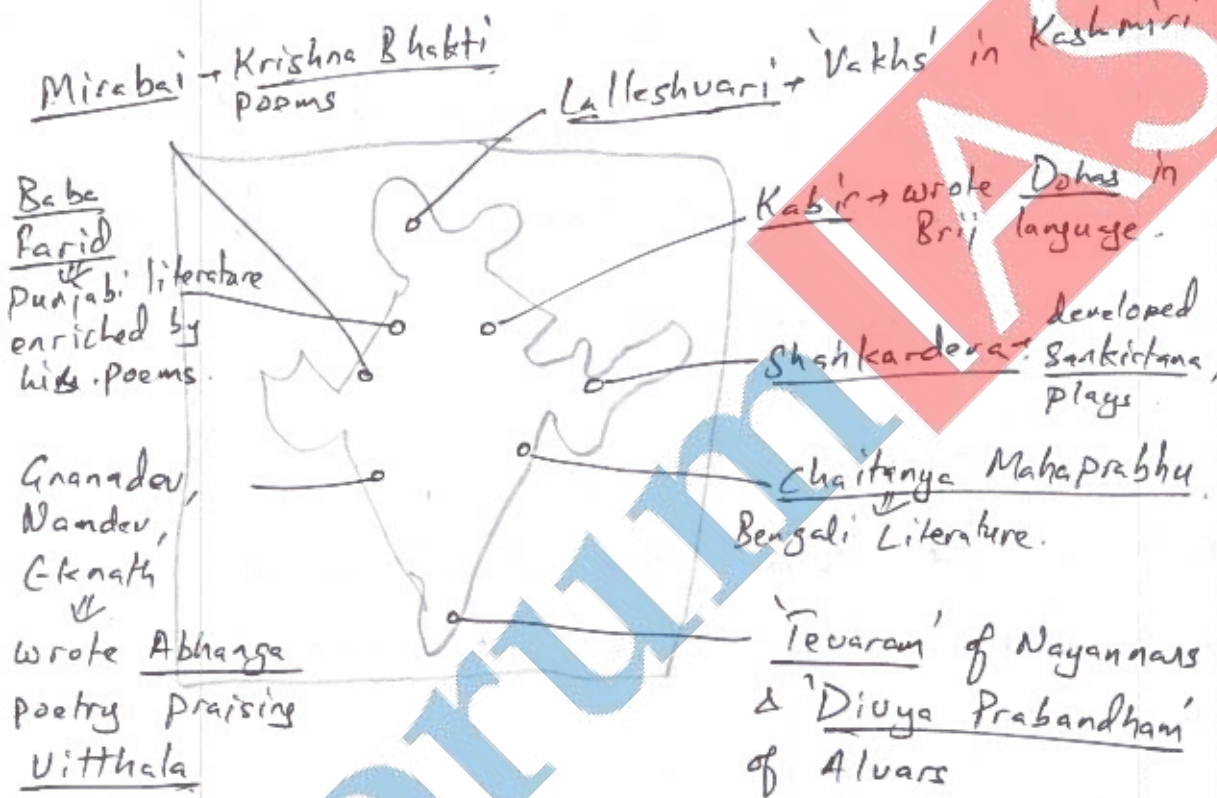 Mirabai → Krishna Bhakti
poems
Lalleshvari → 'Vakhs' in Kashmiri
Baba
Farid
⇓
Punjabi literature
enriched by
his poems.
Kabir → wrote Dohas in
Brij language.
Shankardeva → developed
Sankirtana,
plays
Gnanadev,
Namdev,
Eknath
⇓
wrote Abhanga
poetry praising
Vitthala
Chaitanya Mahaprabhu
⇓
Bengali Literature.
'Tevaram' of Nayannars
& 'Divya Prabandham'
of Alvars
IAS
orum